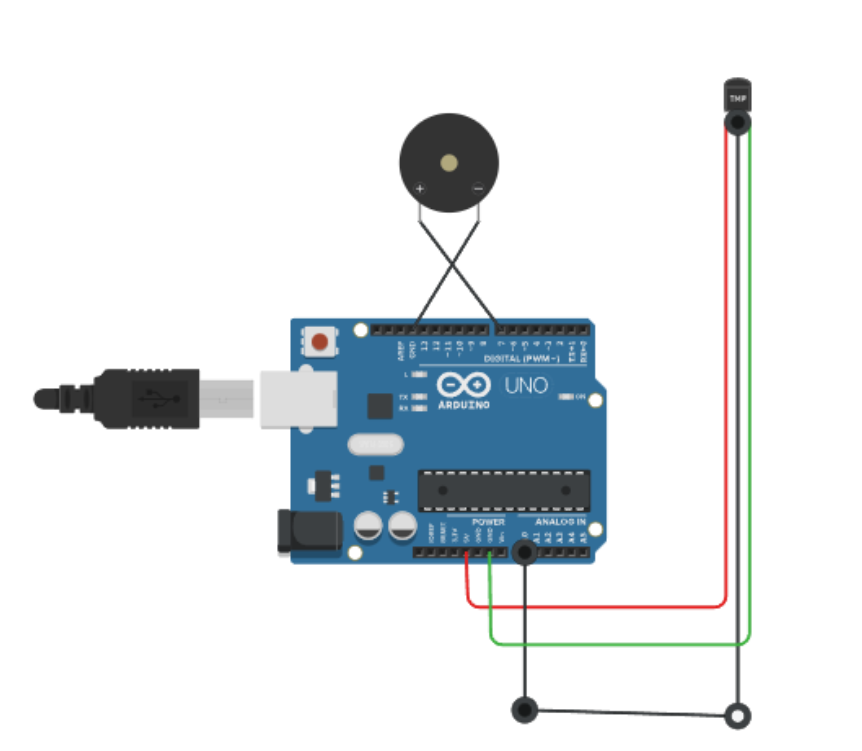 TMP
+ −
AREF
GND
13
12
~11
~10
~9
8
7
~6
~5
4
~3
2
TX→1
RX←0
DIGITAL (PWM~)
L
TX
RX
UNO
ARDUINO
ON
POWER
ANALOG IN
IOREF
RESET
3.3V
5V
GND
GND
Vin
A1
A2
A3
A4
A5